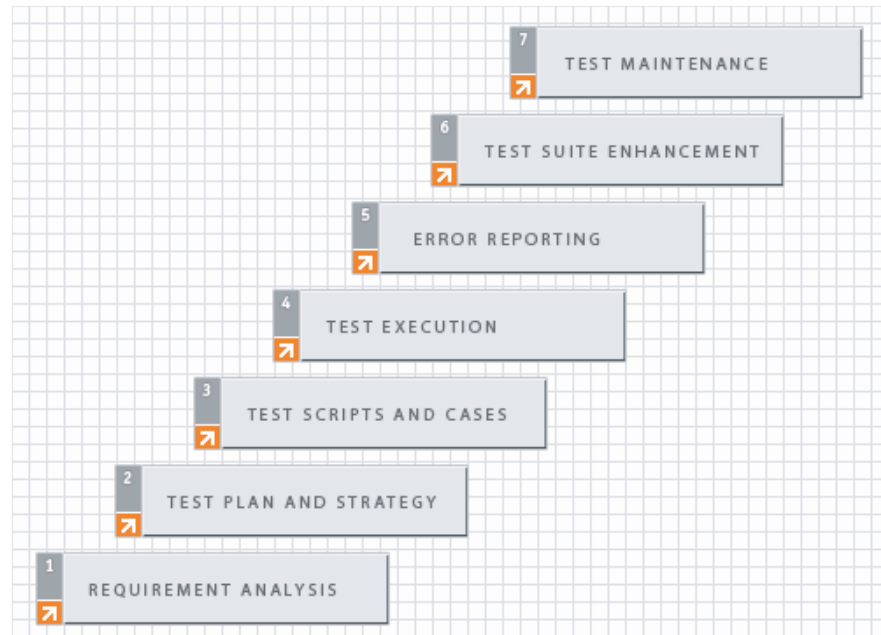 7
TEST MAINTENANCE
6
TEST SUITE ENHANCEMENT
5
ERROR REPORTING
4
TEST EXECUTION
3
TEST SCRIPTS AND CASES
2
TEST PLAN AND STRATEGY
1
REQUIREMENT ANALYSIS